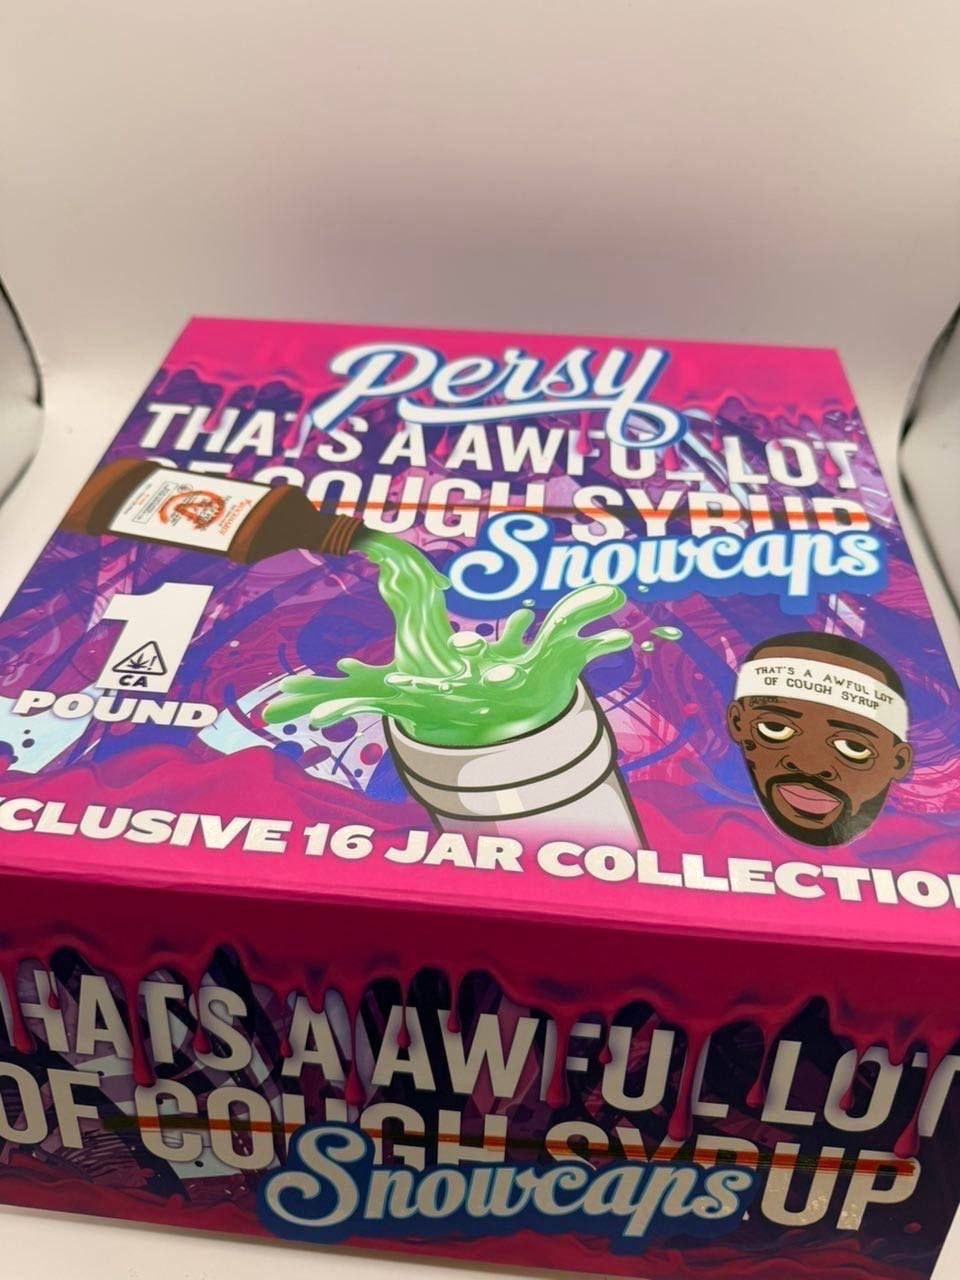 Persy
THAT'S A AWFUL LOT
OF COUGH SYRUP
Snowcaps
1
CA
POUND
THAT'S A AWFUL LOT
OF COUGH SYRUP
CLUSIVE 16 JAR COLLECTIO
HAT'S A AWFUL LOT
OF COUGH SYRUP
Snowcaps